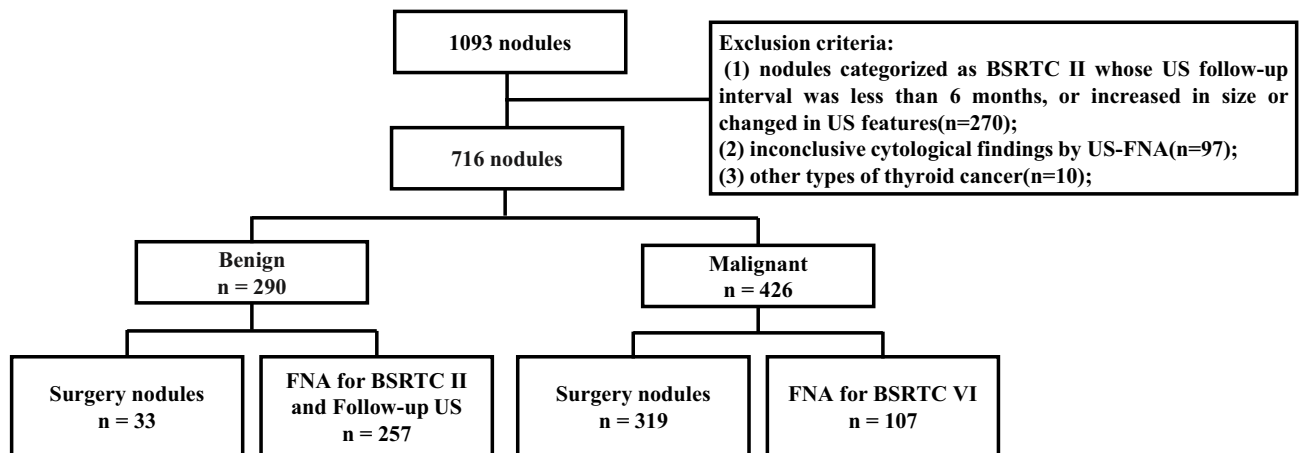 1093 nodules
Exclusion criteria:
(1) nodules categorized as BSRTC II whose US follow-up
interval was less than 6 months, or increased in size or
changed in US features(n=270);
(2) inconclusive cytological findings by US-FNA(n=97);
(3) other types of thyroid cancer(n=10);
716 nodules
Benign
n = 290
Malignant
n = 426
Surgery nodules
n = 33
FNA for BSRTC II
and Follow-up US
n = 257
Surgery nodules
n = 319
FNA for BSRTC VI
n = 107